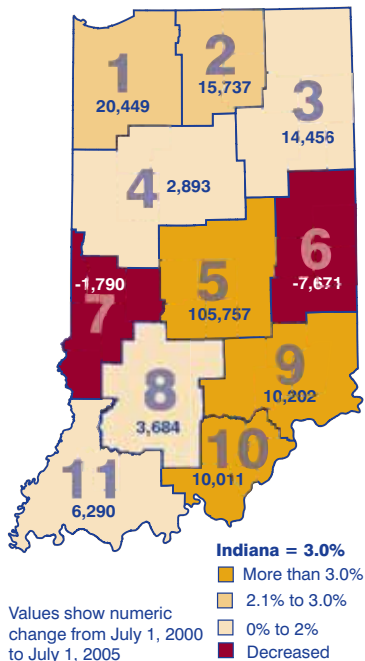 1
20,449
2
15,737
3
14,456
4 2,893
5
105,757
6
-7,671
-1,790
7
8
3,684
9
10,202
10
10,011
11
6,290
Indiana = 3.0%
More than 3.0%
2.1% to 3.0%
0% to 2%
Decreased
Values show numeric
change from July 1, 2000
to July 1, 2005